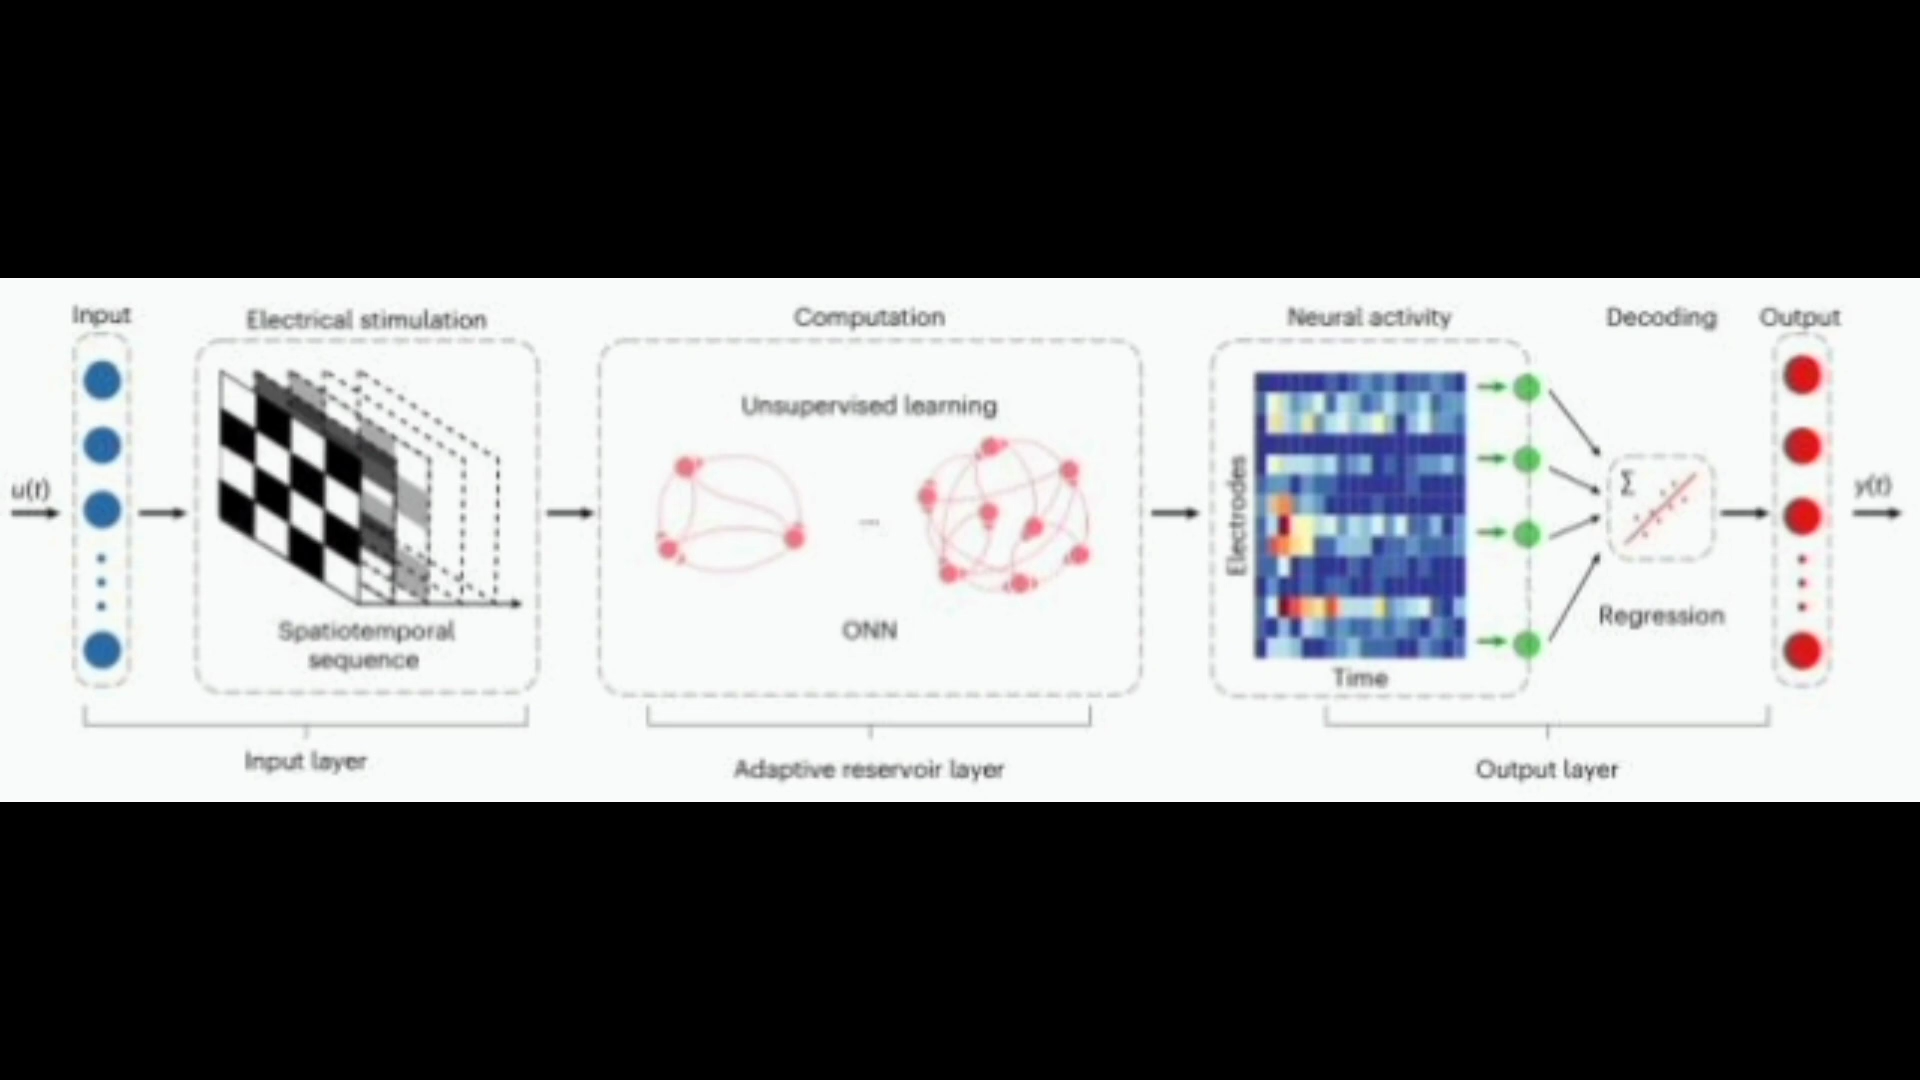 Input
Electrical stimulation
Computation
Neural activity
Decoding
Output
u(t)
Spatiotemporal
sequence
Unsupervised learning
...
ONN
Electrodes
Time
Σ
Regression
y(t)
Input layer
Adaptive reservoir layer
Output layer